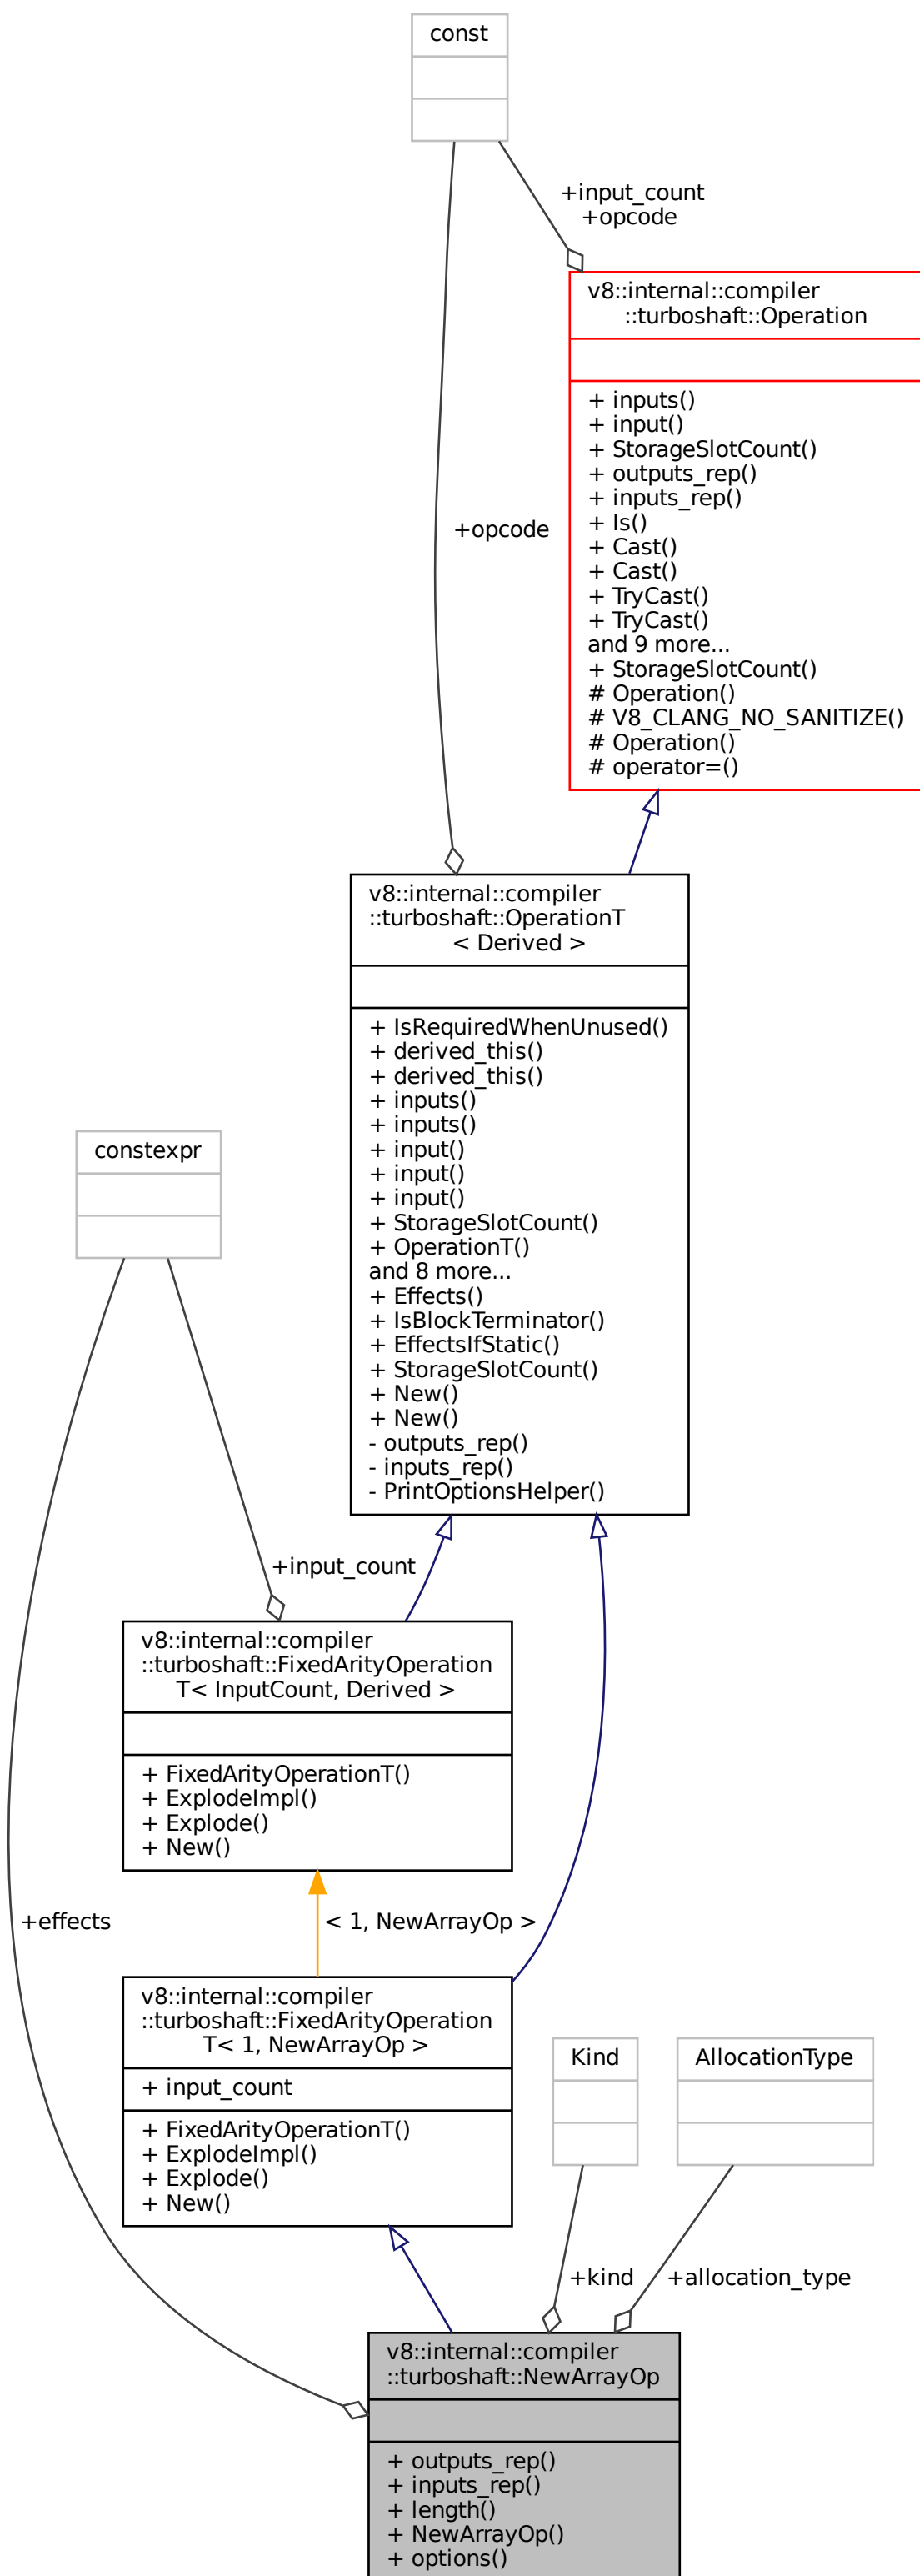 const
+input_count
+opcode
v8::internal::compiler
::turboshaft::Operation
+ inputs()
+ input()
+ StorageSlotCount()
+ outputs_rep()
+ inputs_rep()
+ Is()
+ Cast()
+ Cast()
+ TryCast()
+ TryCast()
and 9 more...
+ StorageSlotCount()
# Operation()
# V8_CLANG_NO_SANITIZE()
# Operation()
# operator=()
+opcode
v8::internal::compiler
::turboshaft::OperationT
< Derived >
+ IsRequiredWhenUnused()
+ derived_this()
+ derived_this()
+ inputs()
+ inputs()
+ input()
+ input()
+ input()
+ StorageSlotCount()
+ OperationT()
and 8 more...
+ Effects()
+ IsBlockTerminator()
+ EffectsIfStatic()
+ StorageSlotCount()
+ New()
+ New()
- outputs_rep()
- inputs_rep()
- PrintOptionsHelper()
constexpr
+input_count
v8::internal::compiler
::turboshaft::FixedArityOperation
T< InputCount, Derived >
+ FixedArityOperationT()
+ ExplodeImpl()
+ Explode()
+ New()
+effects
< 1, NewArrayOp >
v8::internal::compiler
::turboshaft::FixedArityOperation
T< 1, NewArrayOp >
+ input_count
+ FixedArityOperationT()
+ ExplodeImpl()
+ Explode()
+ New()
Kind
AllocationType
+kind
+allocation_type
v8::internal::compiler
::turboshaft::NewArrayOp
+ outputs_rep()
+ inputs_rep()
+ length()
+ NewArrayOp()
+ options()